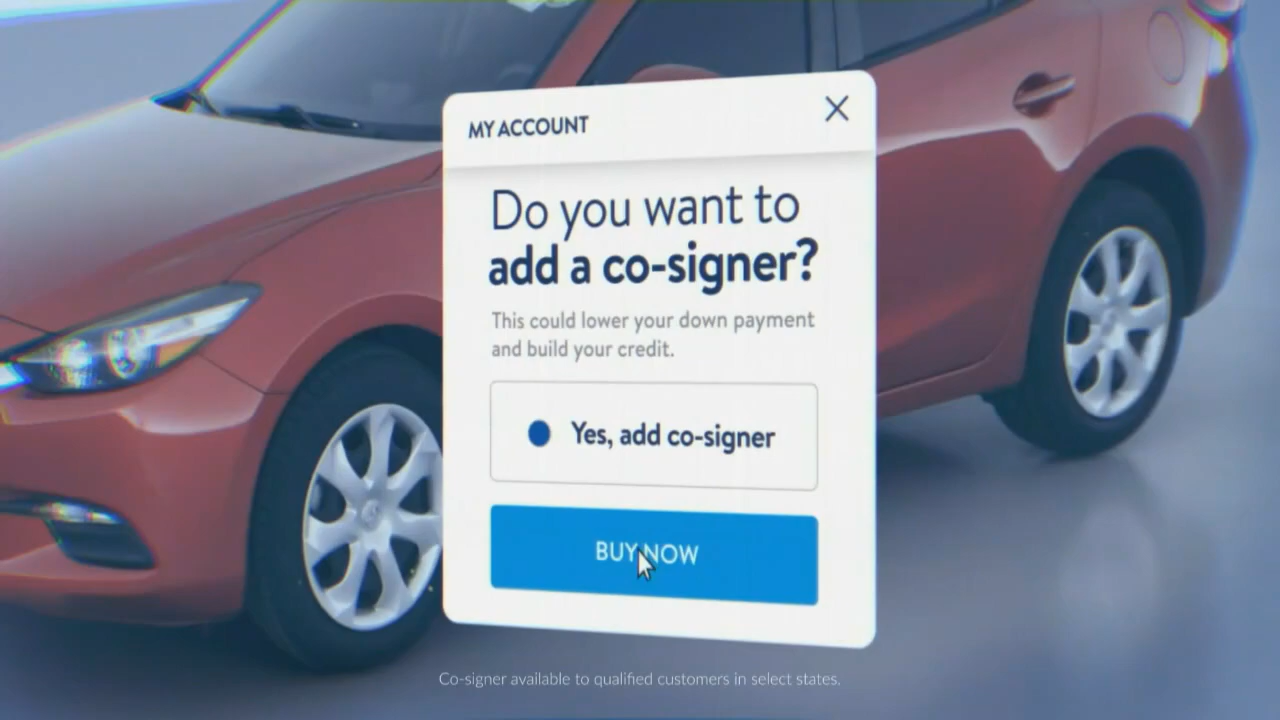 MY ACCOUNT
Do you want to
add a co-signer?
This could lower your down payment
and build your credit.
Yes, add co-signer
BUY NOW
Co-signer available to qualified customers in select states.